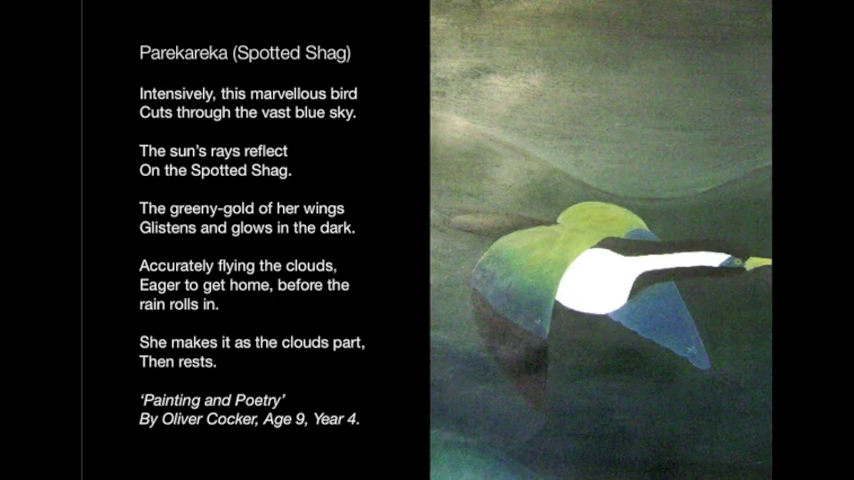 Parekareka (Spotted Shag)
Intensively, this marvellous bird
Cuts through the vast blue sky.
The sun’s rays reflect
On the Spotted Shag.
The greeny-gold of her wings
Glistens and glows in the dark.
Accurately flying the clouds,
Eager to get home, before the
rain rolls in.
She makes it as the clouds part,
Then rests.
‘Painting and Poetry’
By Oliver Cocker, Age 9, Year 4.